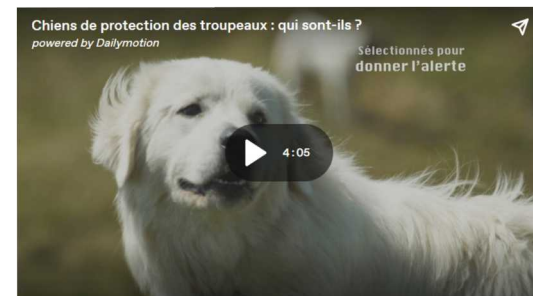 Chiens de protection des troupeaux : qui sont-ils ?
powered by Dailymotion
Sélectionnés pour
donner l'alerte
4:05